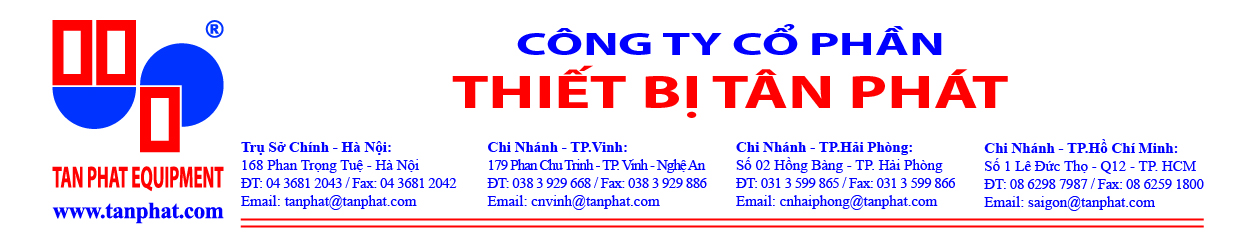 ®
TAN PHAT EQUIPMENT
www.tanphat.com
CÔNG TY CỔ PHẦN
THIẾT BỊ TÂN PHÁT
Trụ Sở Chính - Hà Nội:
168 Phan Trọng Tuệ - Hà Nội
ĐT: 04 3681 2043 / Fax: 04 3681 2042
Email: tanphat@tanphat.com
Chi Nhánh - TP.Vinh:
179 Phan Chu Trinh - TP. Vinh - Nghệ An
ĐT: 038 3 929 668 / Fax: 038 3 929 886
Email: cnvinh@tanphat.com
Chi Nhánh - TP.Hải Phòng:
Số 02 Hồng Bàng - TP. Hải Phòng
ĐT: 031 3 599 865 / Fax: 031 3 599 866
Email: cnhaiphong@tanphat.com
Chi Nhánh - TP.Hồ Chí Minh:
Số 1 Lê Đức Thọ - Q12 - TP. HCM
ĐT: 08 6298 7987 / Fax: 08 6259 1800
Email: saigon@tanphat.com